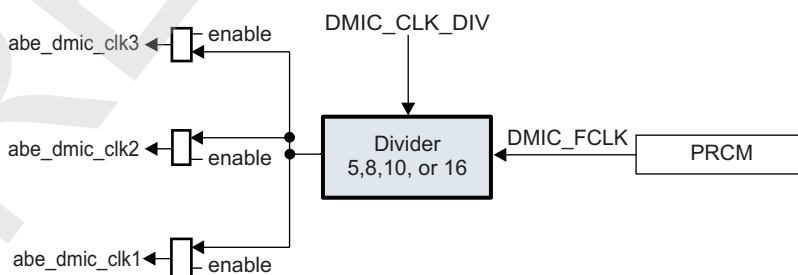 DMIC_CLK_DIV
abe_dmic_clk3
enable
abe_dmic_clk2
enable
Divider
5,8,10, or 16
DMIC_FCLK
PRCM
abe_dmic_clk1
enable